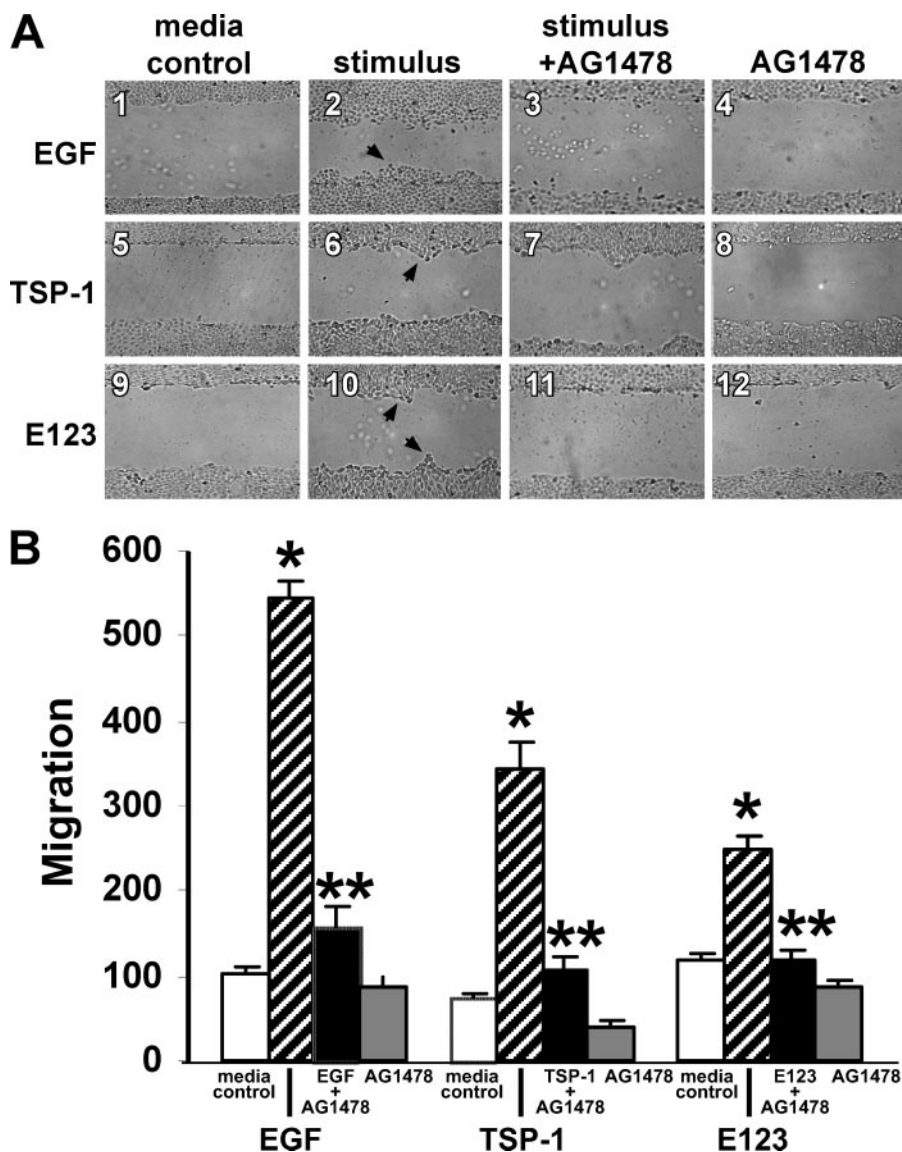 A
media control
stimulus
stimulus +AG1478
AG1478
EGF
1 2 3 4
TSP-1
5 6 7 8
E123
9 10 11 12
B
Migration
600
500
400
300
200
100
0
*
**
*
**
*
**
media control
EGF + AG1478
AG1478
media control
TSP-1 + AG1478
AG1478
media control
E123 + AG1478
AG1478
EGF
TSP-1
E123